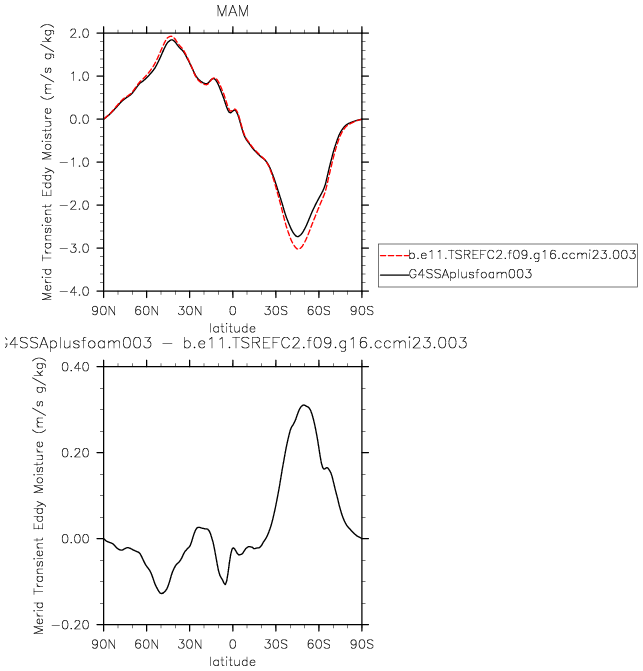 MAM
2.0
1.0
0.0
−1.0
−2.0
−3.0
−4.0
Merid Transient Eddy Moisture (m/s g/kg)
90N 60N 30N 0 30S 60S 90S
latitude
b.e11.TSREFC2.f09.g16.ccmi23.003
G4SSAplusfoam003
G4SSAplusfoam003 − b.e11.TSREFC2.f09.g16.ccmi23.003
0.40
0.20
0.00
−0.20
Merid Transient Eddy Moisture (m/s g/kg)
90N 60N 30N 0 30S 60S 90S
latitude